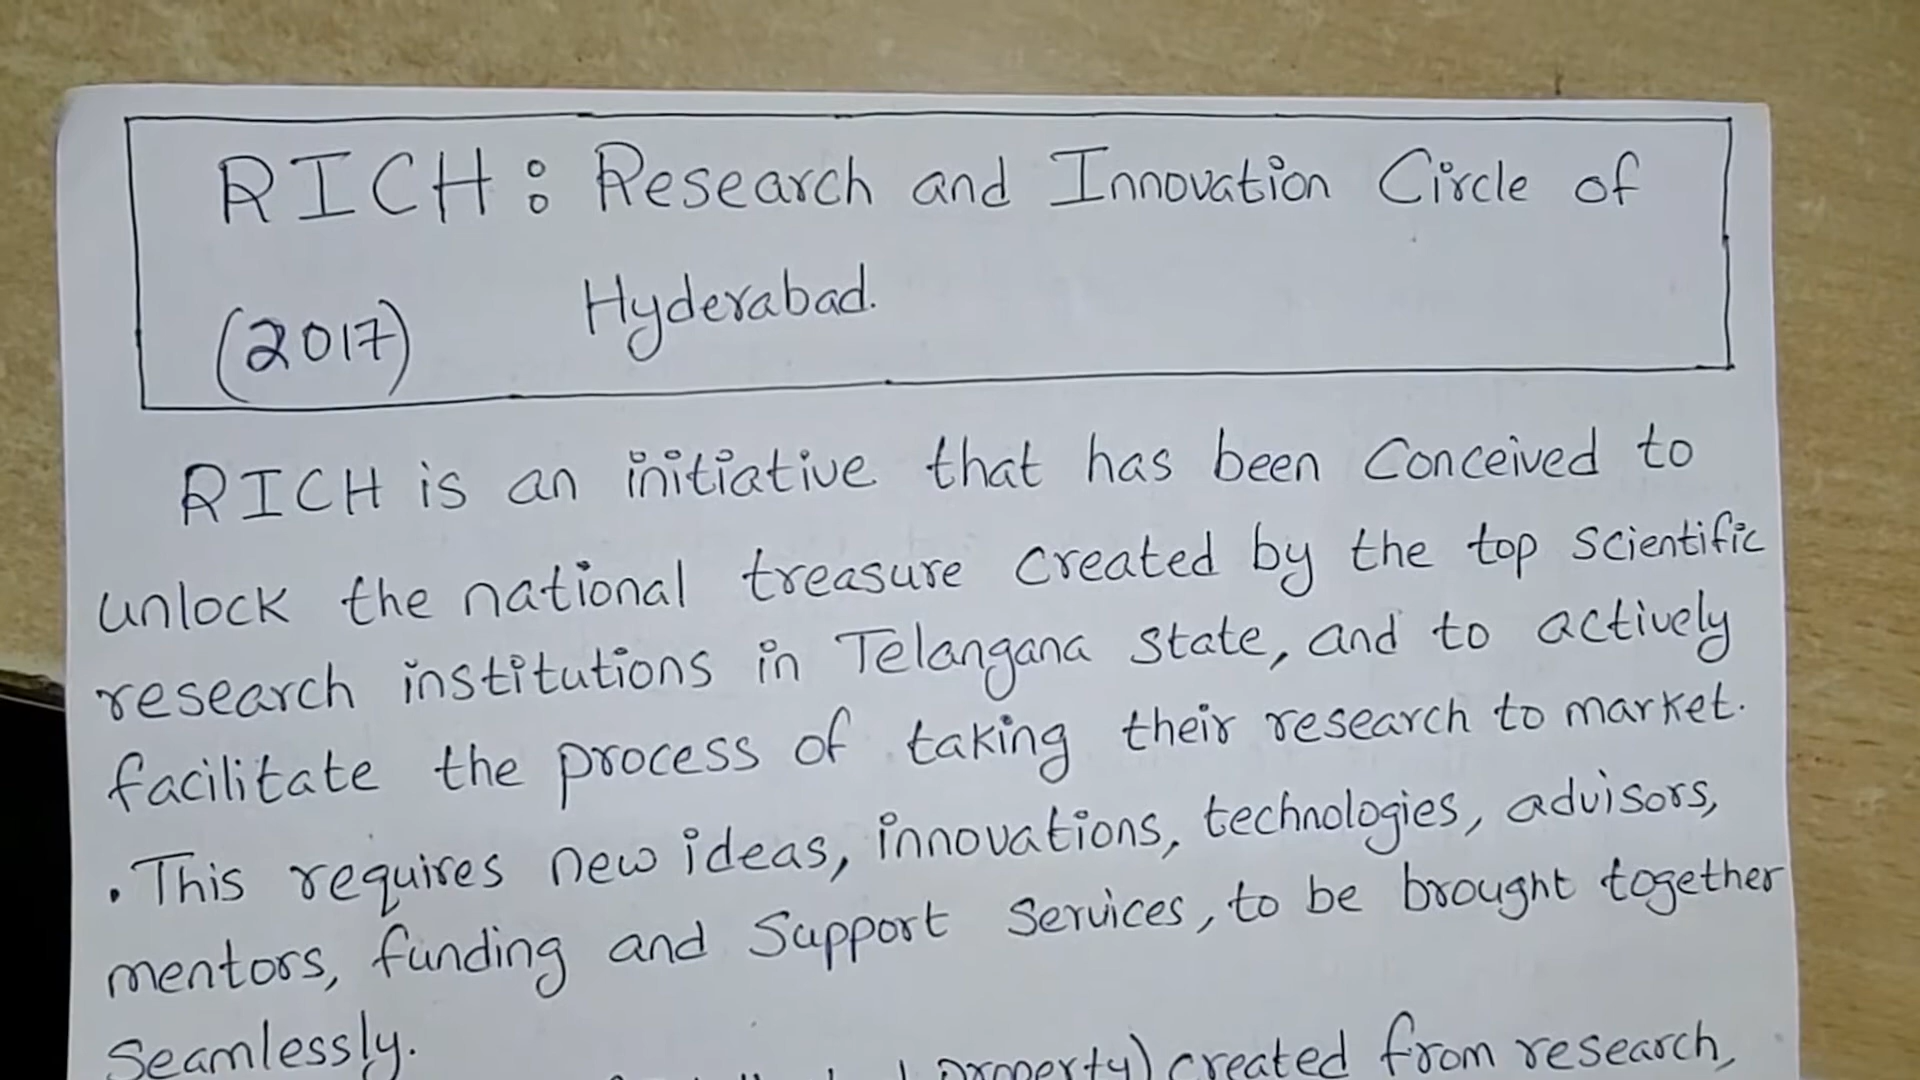 RICH: Research and Innovation Circle of
(2017) Hyderabad.
RICH is an initiative that has been Conceived to
unlock the national treasure created by the top scientific
research institutions in Telangana state, and to actively
facilitate the process of taking their research to market.
• This requires new ideas, innovations, technologies, advisors,
mentors, funding and support services, to be brought together
seamlessly.
property) created from research,